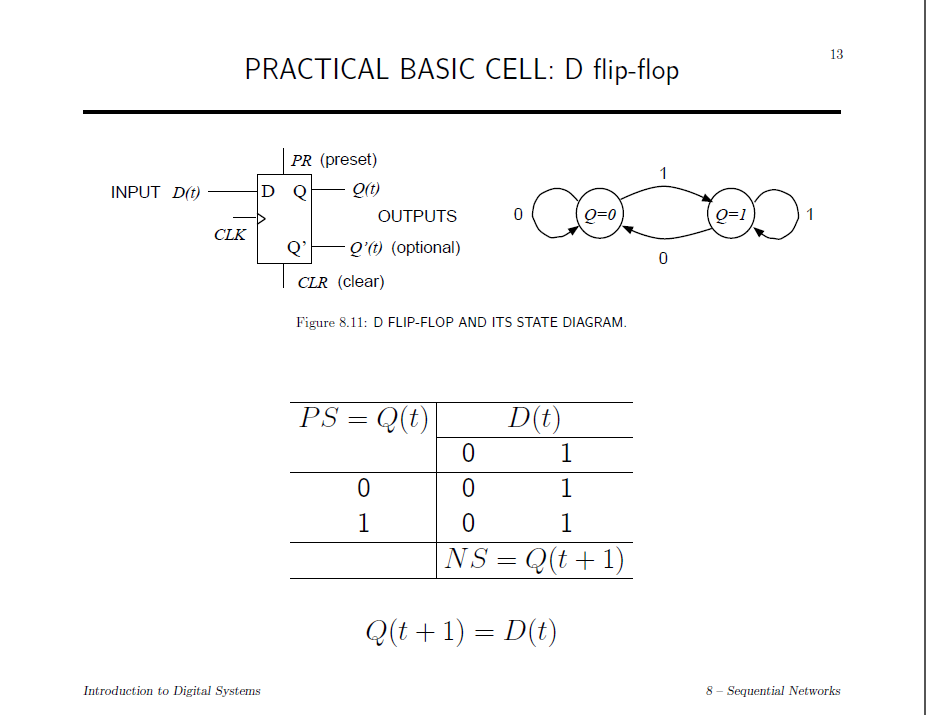 13
PRACTICAL BASIC CELL: D flip-flop
PR (preset)
INPUT D(t)
D Q
Q(t)
OUTPUTS
CLK
Q' Q'(t) (optional)
CLR (clear)
1
0 Q=0 Q=1 1
0
Figure 8.11: D FLIP-FLOP AND ITS STATE DIAGRAM.
PS = Q(t) D(t)
0 1
0 0 1
1 0 1
NS = Q(t + 1)
Q(t + 1) = D(t)
Introduction to Digital Systems
8 – Sequential Networks